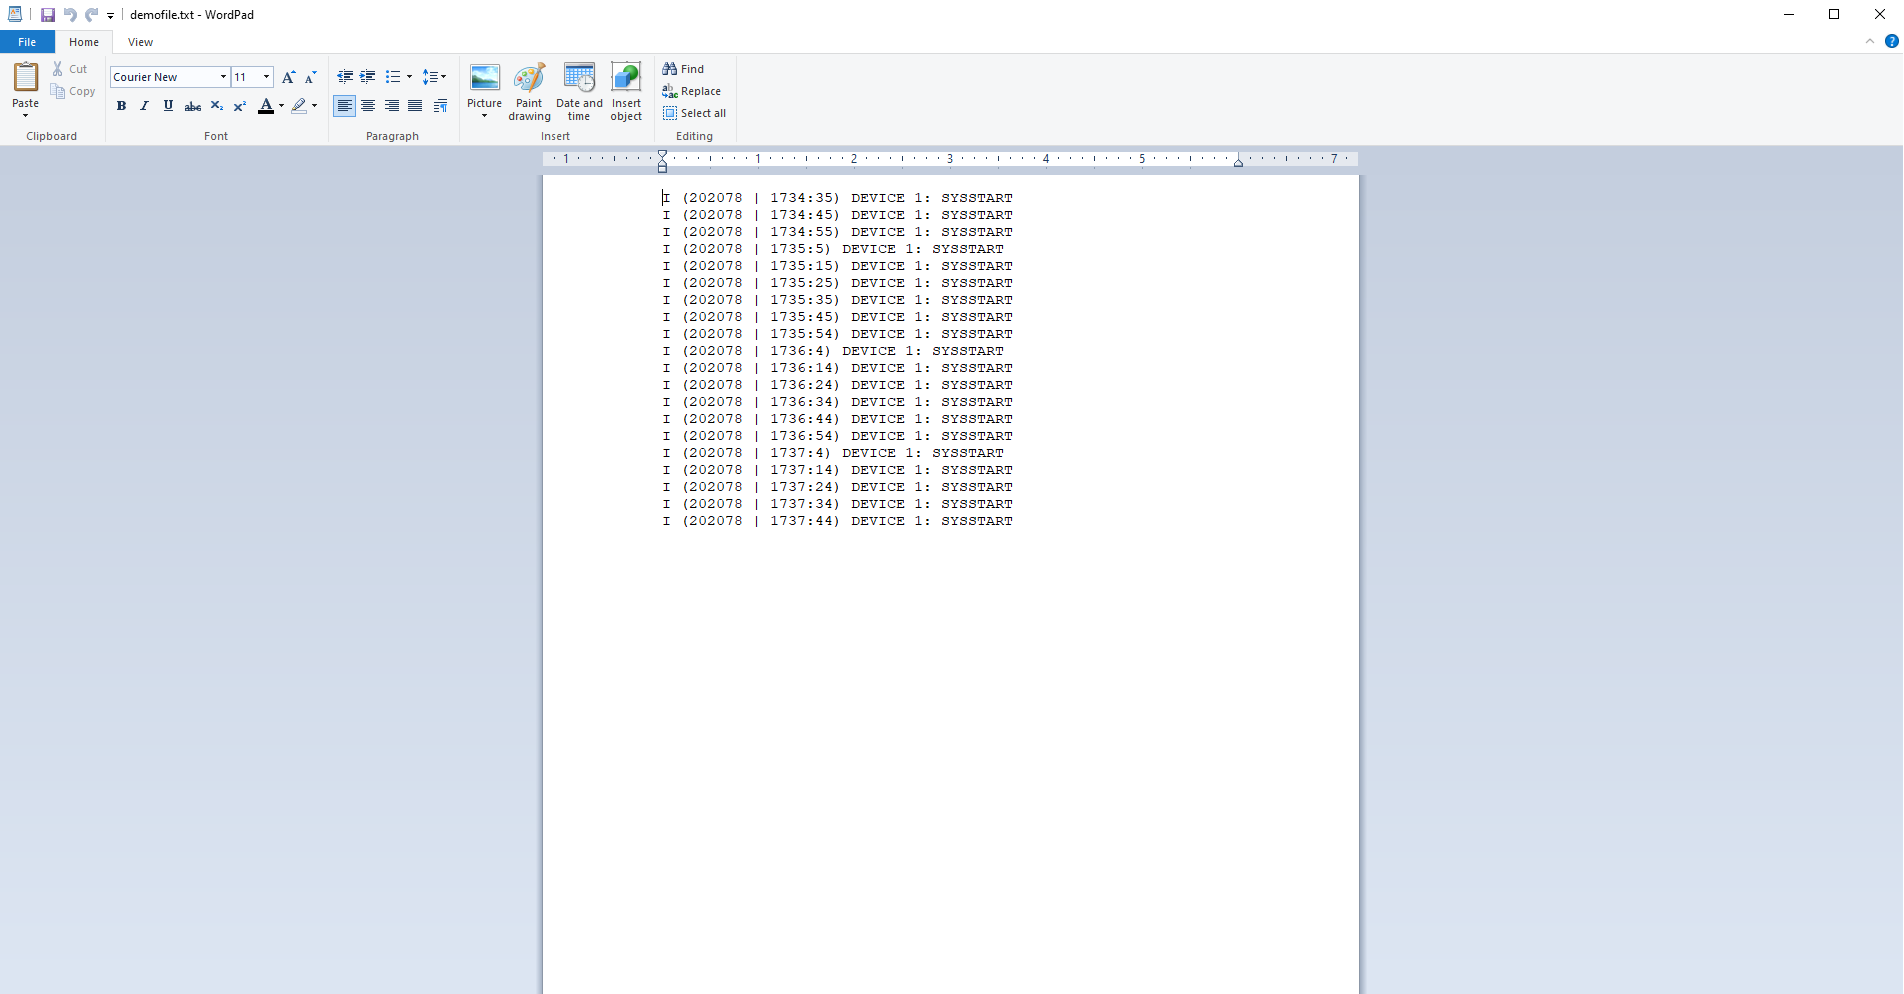 demofile.txt - WordPad
File Home View
Paste
Cut
Copy
Clipboard
Courier New 11
B I U abc X₂ X² A
Font
Paragraph
Picture
Paint drawing
Date and time
Insert object
Insert
Find
Replace
Select all
Editing
1 1 2 3 4 5 7
I (202078 | 1734:35) DEVICE 1: SYSSTART
I (202078 | 1734:45) DEVICE 1: SYSSTART
I (202078 | 1734:55) DEVICE 1: SYSSTART
I (202078 | 1735:5) DEVICE 1: SYSSTART
I (202078 | 1735:15) DEVICE 1: SYSSTART
I (202078 | 1735:25) DEVICE 1: SYSSTART
I (202078 | 1735:35) DEVICE 1: SYSSTART
I (202078 | 1735:45) DEVICE 1: SYSSTART
I (202078 | 1735:54) DEVICE 1: SYSSTART
I (202078 | 1736:4) DEVICE 1: SYSSTART
I (202078 | 1736:14) DEVICE 1: SYSSTART
I (202078 | 1736:24) DEVICE 1: SYSSTART
I (202078 | 1736:34) DEVICE 1: SYSSTART
I (202078 | 1736:44) DEVICE 1: SYSSTART
I (202078 | 1736:54) DEVICE 1: SYSSTART
I (202078 | 1737:4) DEVICE 1: SYSSTART
I (202078 | 1737:14) DEVICE 1: SYSSTART
I (202078 | 1737:24) DEVICE 1: SYSSTART
I (202078 | 1737:34) DEVICE 1: SYSSTART
I (202078 | 1737:44) DEVICE 1: SYSSTART